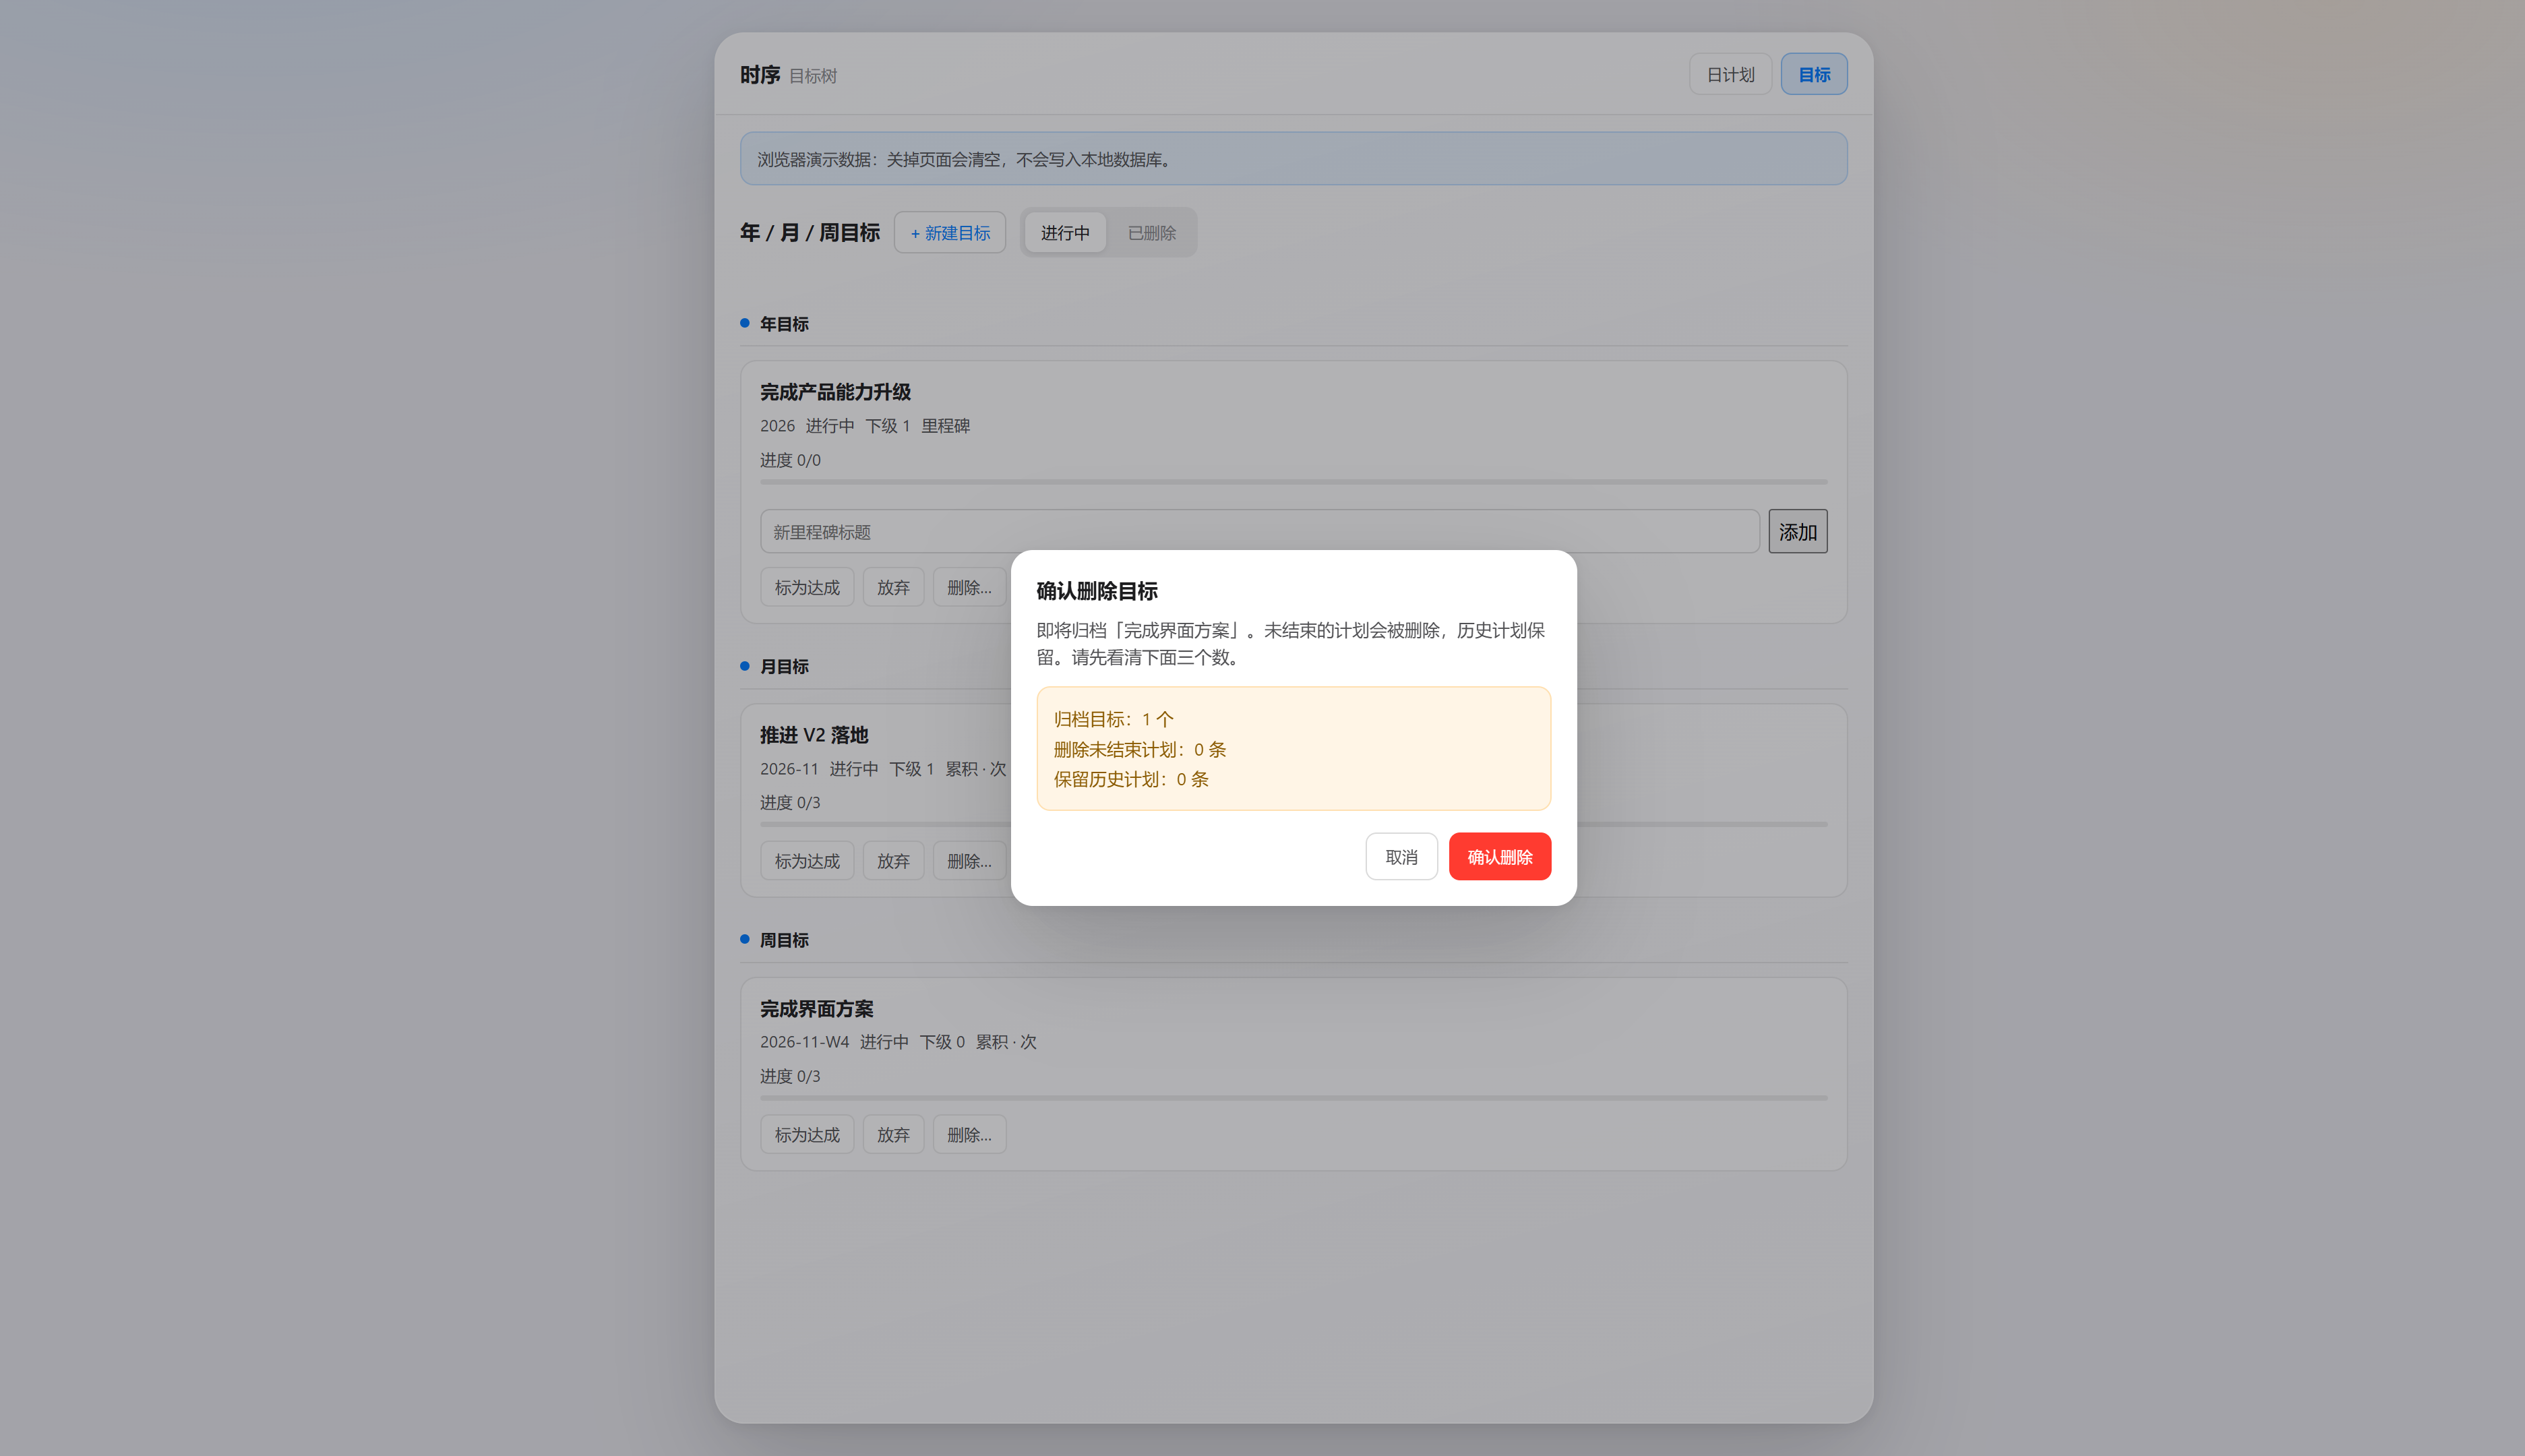 时序 目标树
日计划
目标
浏览器演示数据：关掉页面会清空，不会写入本地数据库。
年 / 月 / 周目标
+ 新建目标
进行中
已删除
年目标
完成产品能力升级
2026 进行中 下级 1 里程碑
进度 0/0
新里程碑标题
添加
标为达成
放弃
删除...
月目标
推进 V2 落地
2026-11 进行中 下级 1 累积 · 次
进度 0/3
标为达成
放弃
删除...
确认删除目标
即将归档「完成界面方案」。未结束的计划会被删除，历史计划保
留。请先看清下面三个数。
归档目标：1 个
删除未结束计划：0 条
保留历史计划：0 条
取消
确认删除
周目标
完成界面方案
2026-11-W4 进行中 下级 0 累积 · 次
进度 0/3
标为达成
放弃
删除...